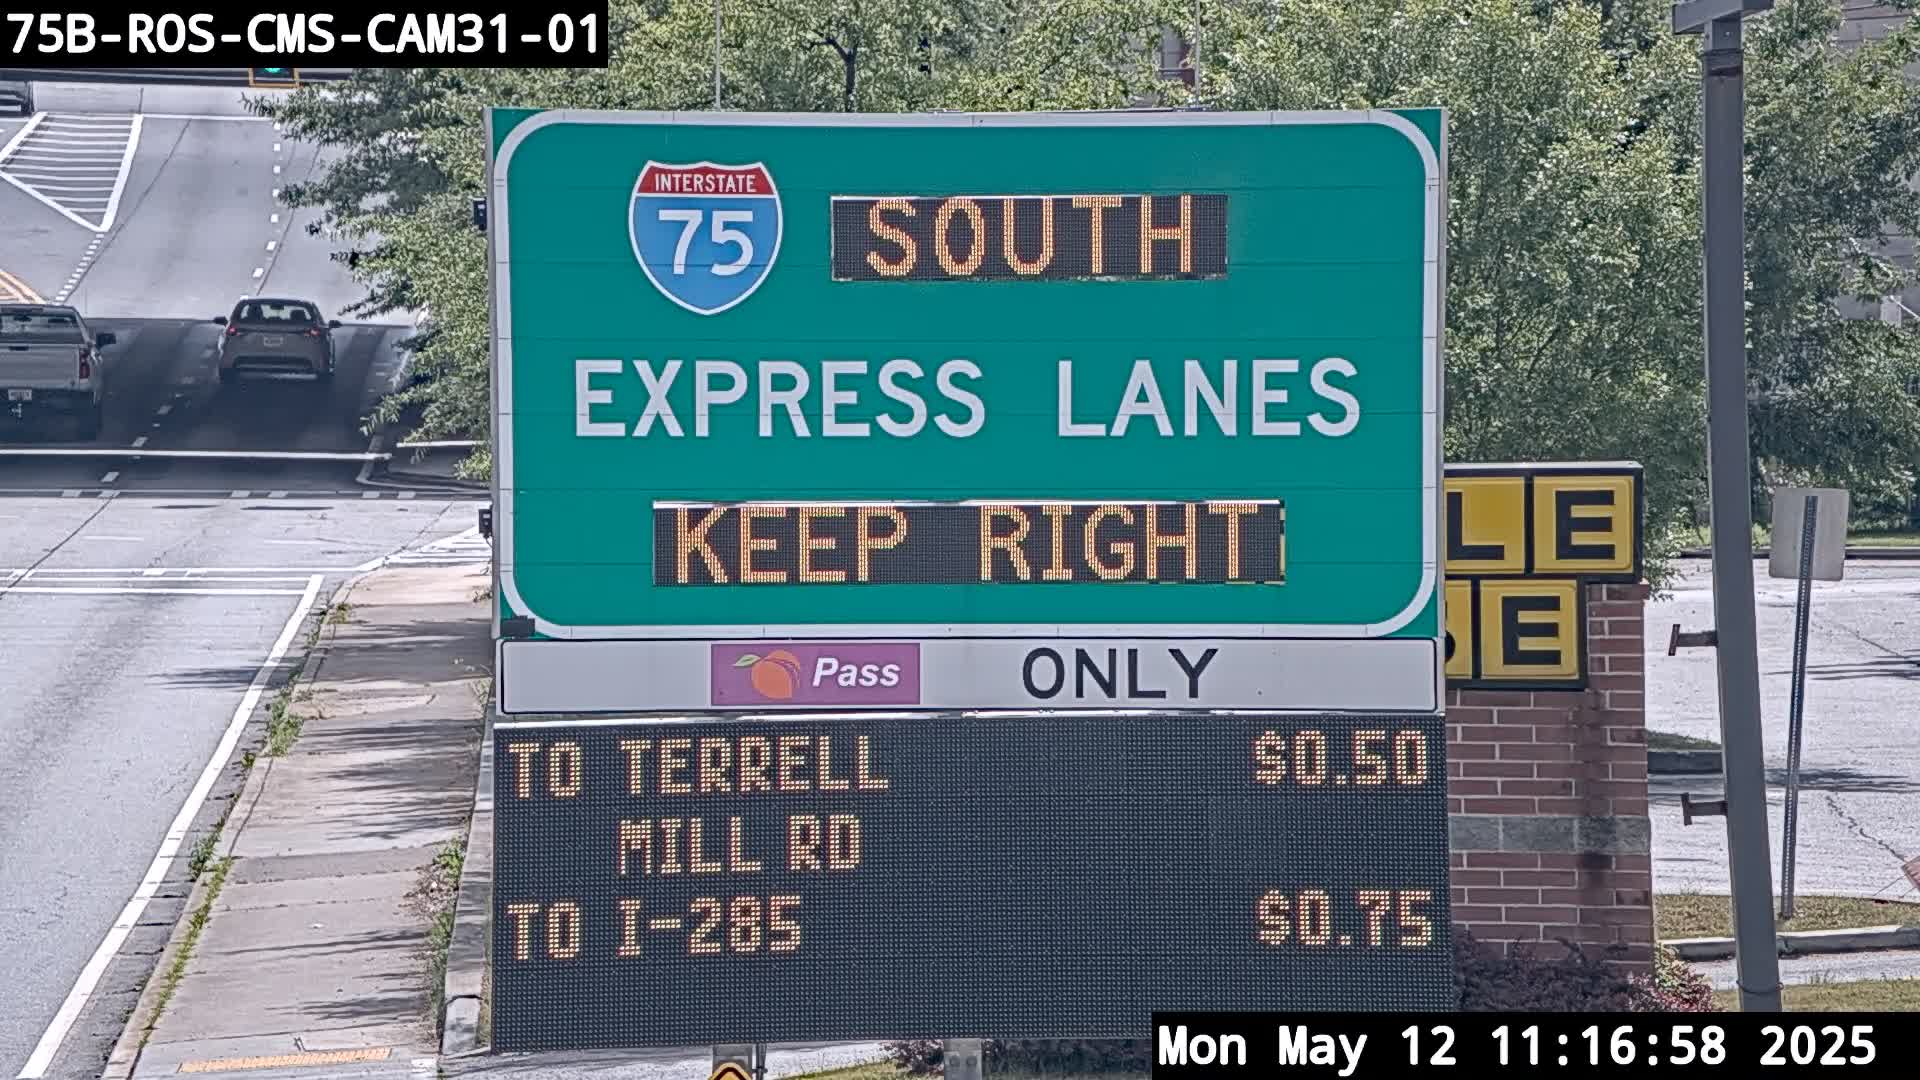 75B-ROS-CMS-CAM31-01
INTERSTATE
75
SOUTH
EXPRESS LANES
KEEP RIGHT
Pass ONLY
TO TERRELL $0.50
MILL RD
TO I-285 $0.75
LE
E
Mon May 12 11:16:58 2025